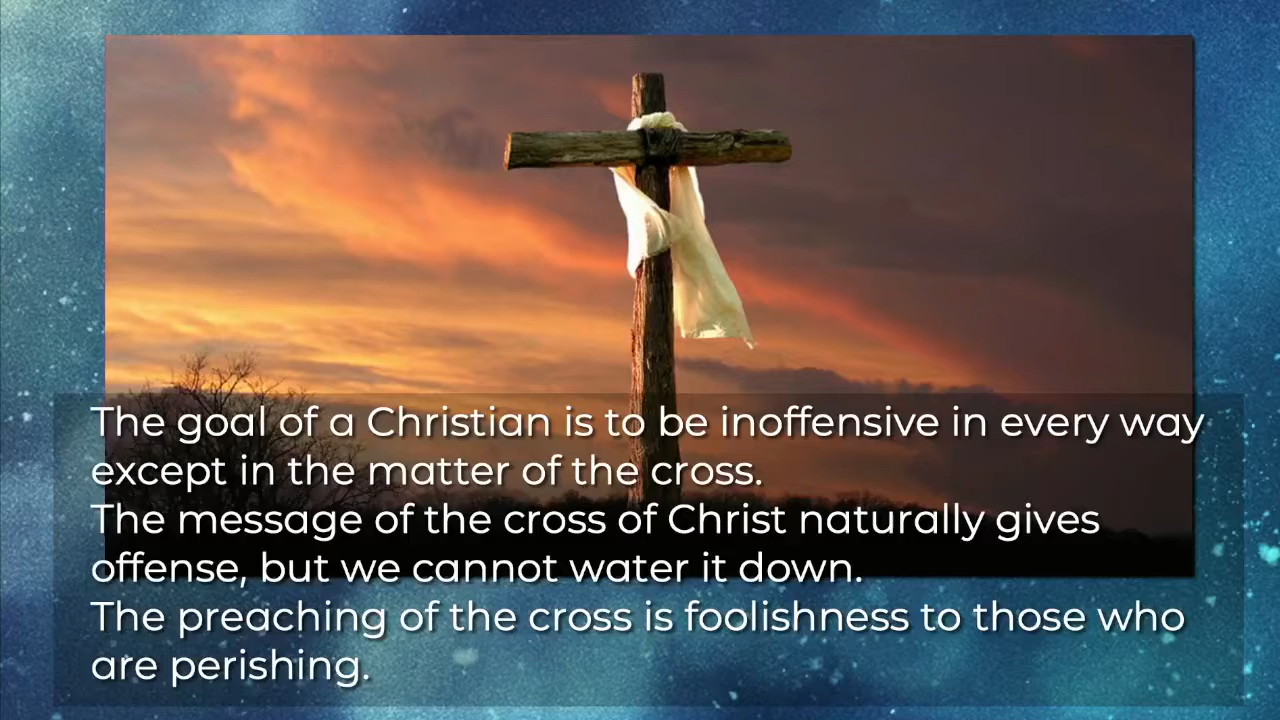 The goal of a Christian is to be inoffensive in every way
except in the matter of the cross.
The message of the cross of Christ naturally gives
offense, but we cannot water it down.
The preaching of the cross is foolishness to those who
are perishing.